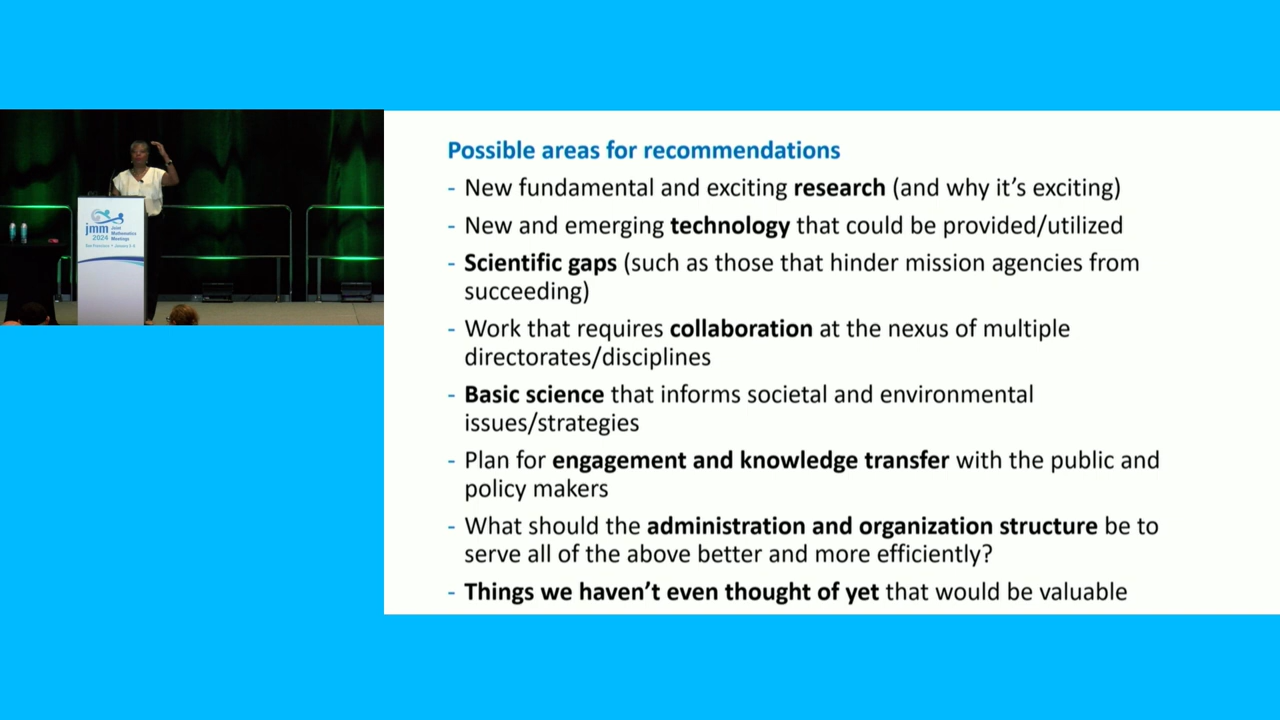 Possible areas for recommendations
- New fundamental and exciting research (and why it’s exciting)
- New and emerging technology that could be provided/utilized
- Scientific gaps (such as those that hinder mission agencies from
succeeding)
- Work that requires collaboration at the nexus of multiple
directorates/disciplines
- Basic science that informs societal and environmental
issues/strategies
- Plan for engagement and knowledge transfer with the public and
policy makers
- What should the administration and organization structure be to
serve all of the above better and more efficiently?
- Things we haven’t even thought of yet that would be valuable
jmm
Joint
Mathematics
Meetings
2024
San Francisco